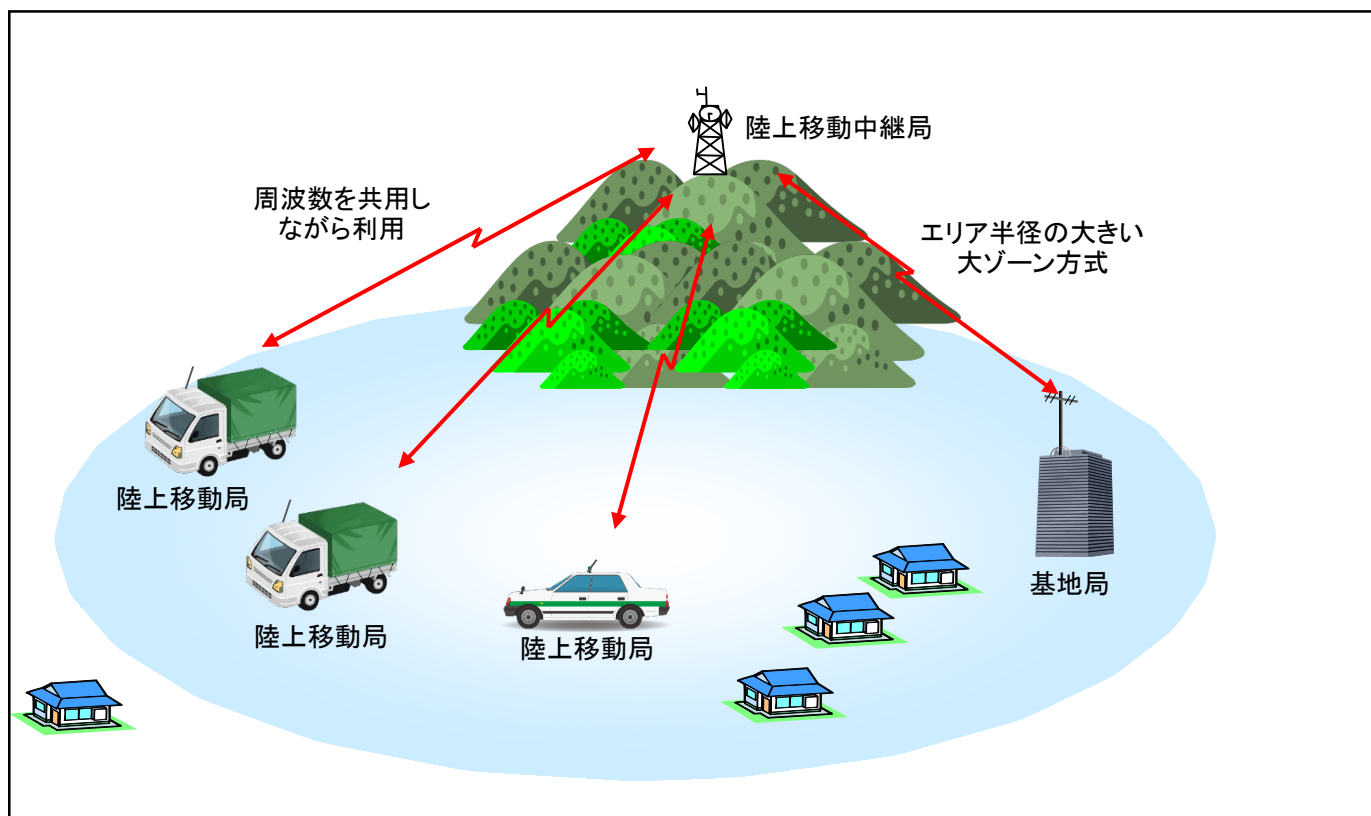 陸上移動中継局
周波数を共用し
ながら利用
エリア半径の大きい
大ゾーン方式
陸上移動局
陸上移動局
陸上移動局
基地局